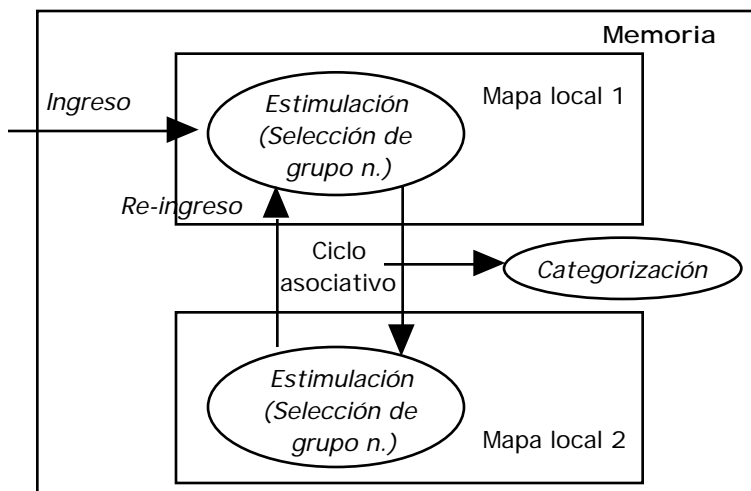 Memoria
Ingreso
Estimulación
(Selección de
grupo n.)
Mapa local 1
Re-ingreso
Ciclo
asociativo
Categorización
Estimulación
(Selección de
grupo n.)
Mapa local 2